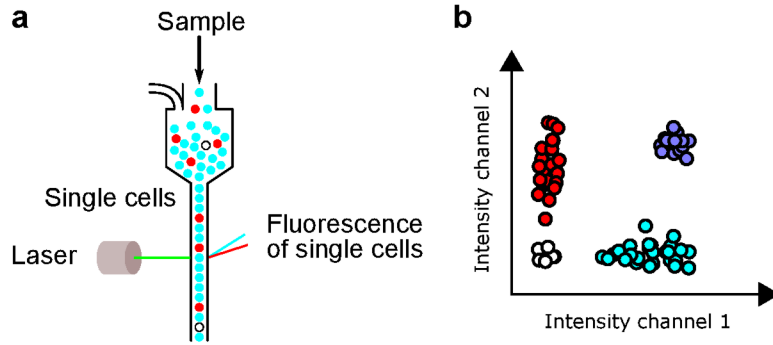 a
Sample
Single cells
Laser
Fluorescence
of single cells
b
Intensity channel 2
Intensity channel 1